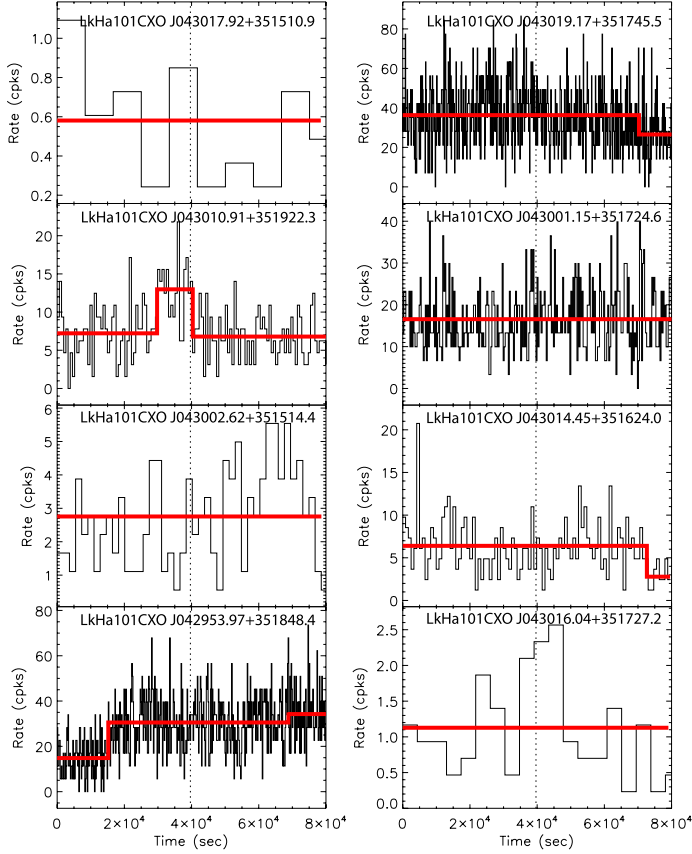 LkHa101CXO J043017.92+351510.9
1.0
0.8
0.6
0.4
0.2
Rate (cpks)
LkHa101CXO J043019.17+351745.5
80
60
40
20
0
Rate (cpks)
LkHa101CXO J043010.91+351922.3
20
15
10
5
0
Rate (cpks)
LkHa101CXO J043001.15+351724.6
40
30
20
10
0
Rate (cpks)
LkHa101CXO J043002.62+351514.4
6
5
4
3
2
1
Rate (cpks)
LkHa101CXO J043014.45+351624.0
20
15
10
5
0
Rate (cpks)
LkHa101CXO J042953.97+351848.4
80
60
40
20
0
Rate (cpks)
0 2×10⁴ 4×10⁴ 6×10⁴ 8×10⁴
Time (sec)
LkHa101CXO J043016.04+351727.2
2.5
2.0
1.5
1.0
0.5
0.0
Rate (cpks)
0 2×10⁴ 4×10⁴ 6×10⁴ 8×10⁴
Time (sec)